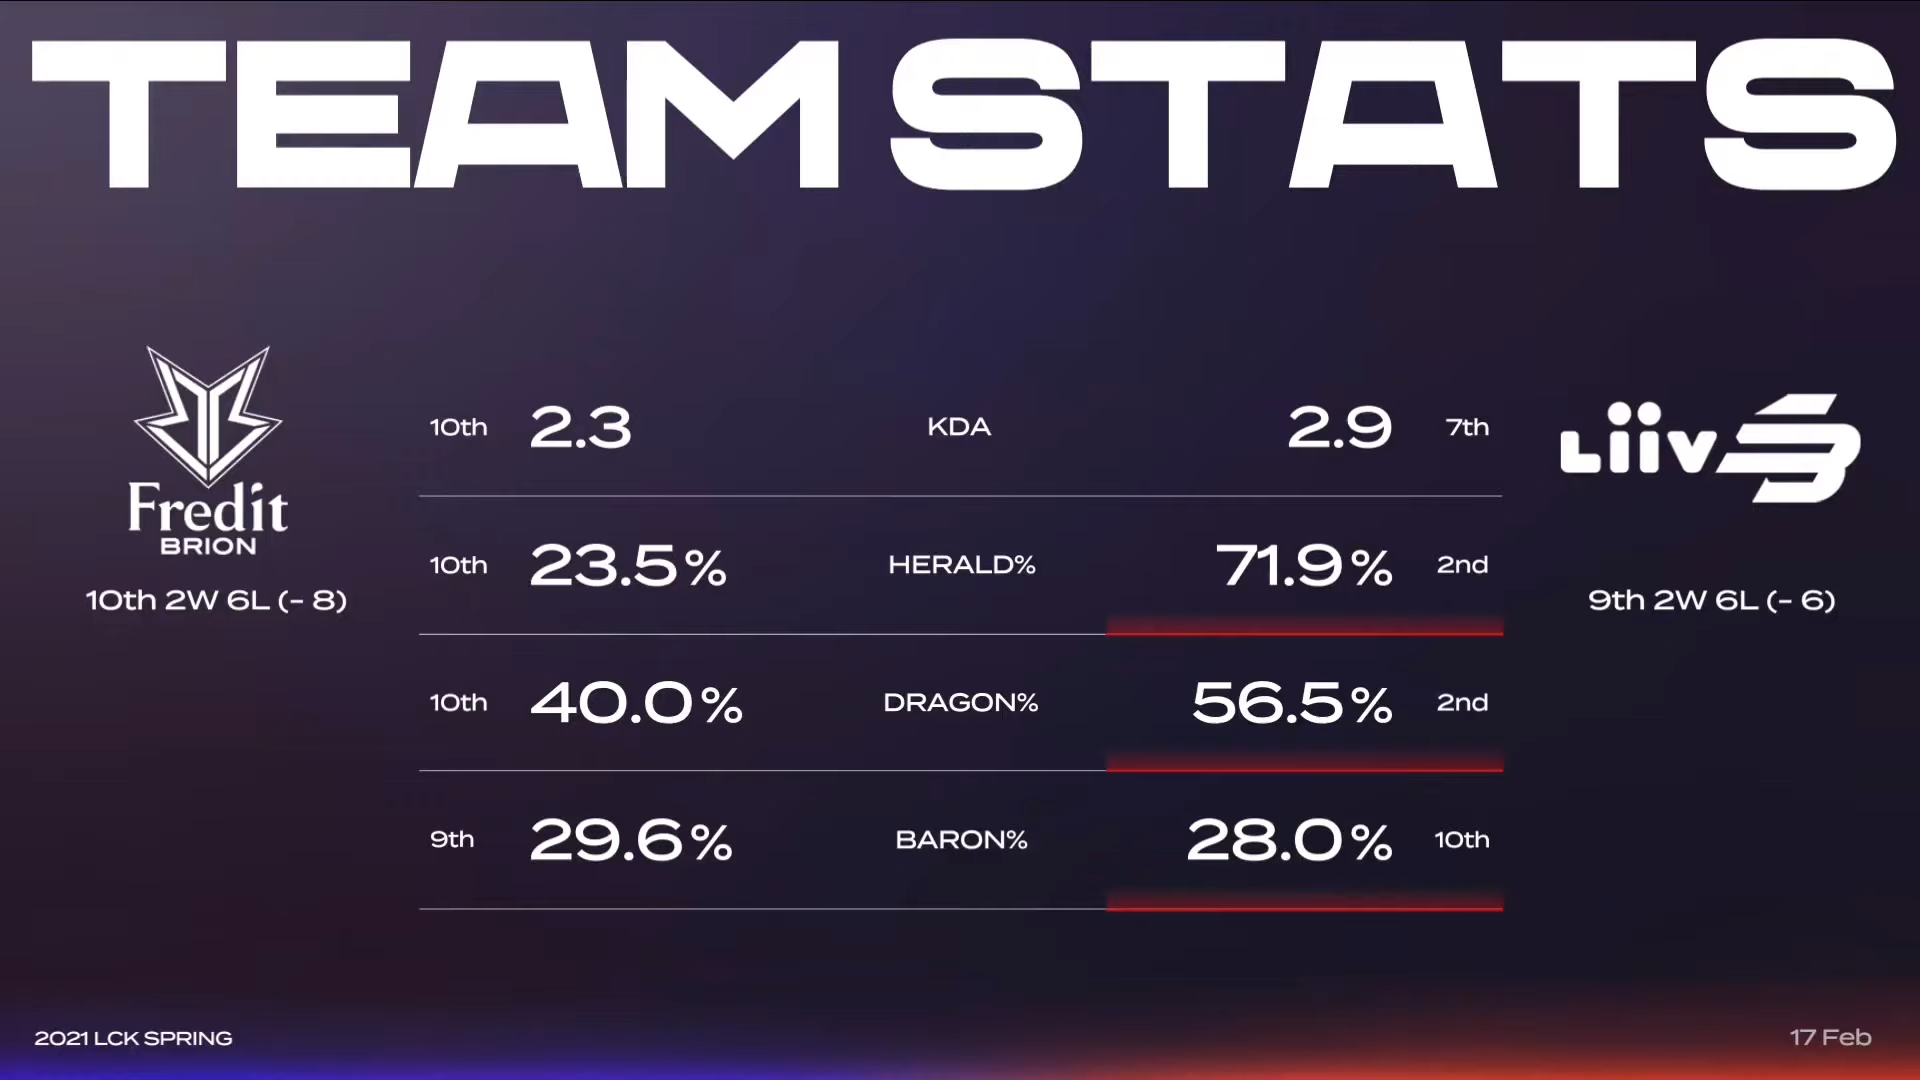 TEAM STATS
10th 2.3 KDA 2.9 7th
Fredit
BRION
10th 2W 6L (- 8)
Liiv
10th 23.5% HERALD% 71.9% 2nd
9th 2W 6L (- 6)
10th 40.0% DRAGON% 56.5% 2nd
9th 29.6% BARON% 28.0% 10th
2021 LCK SPRING
17 Feb